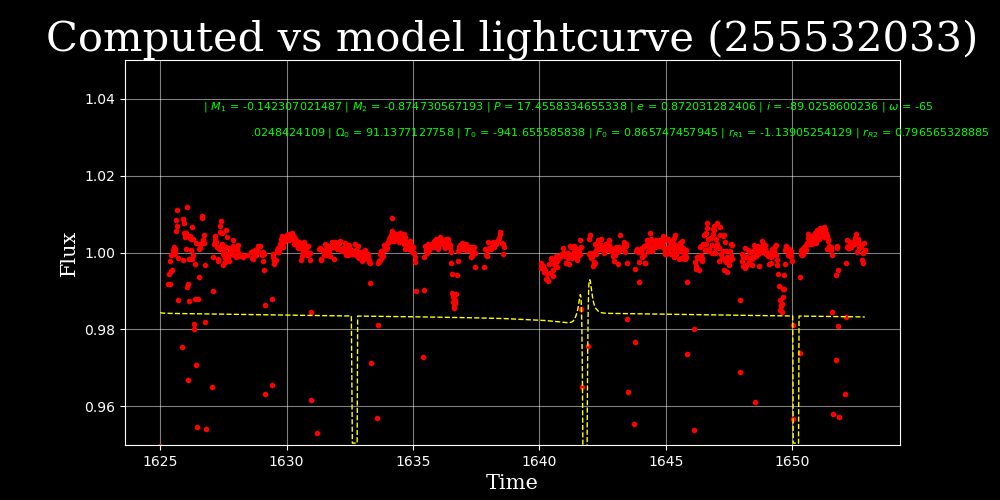 Computed vs model lightcurve (255532033)
| M₁ = -0.142307021487 | M₂ = -0.874730567193 | P = 17.4558334655338 | e = 0.872031282406 | i = -89.0258600236 | ω = -65
.0248424109 | Ω₀ = 91.1377127758 | T₀ = -941.655585838 | F₀ = 0.865747457945 | r_R1 = -1.13905254129 | r_R2 = 0.796565328885
1.04
1.02
1.00
0.98
0.96
Flux
1625 1630 1635 1640 1645 1650
Time